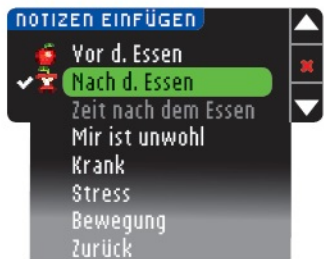 NOTIZEN EINFÜGEN
Vor d. Essen
Nach d. Essen
Zeit nach dem Essen
Mir ist unwohl
Krank
Stress
Bewegung
Zurück